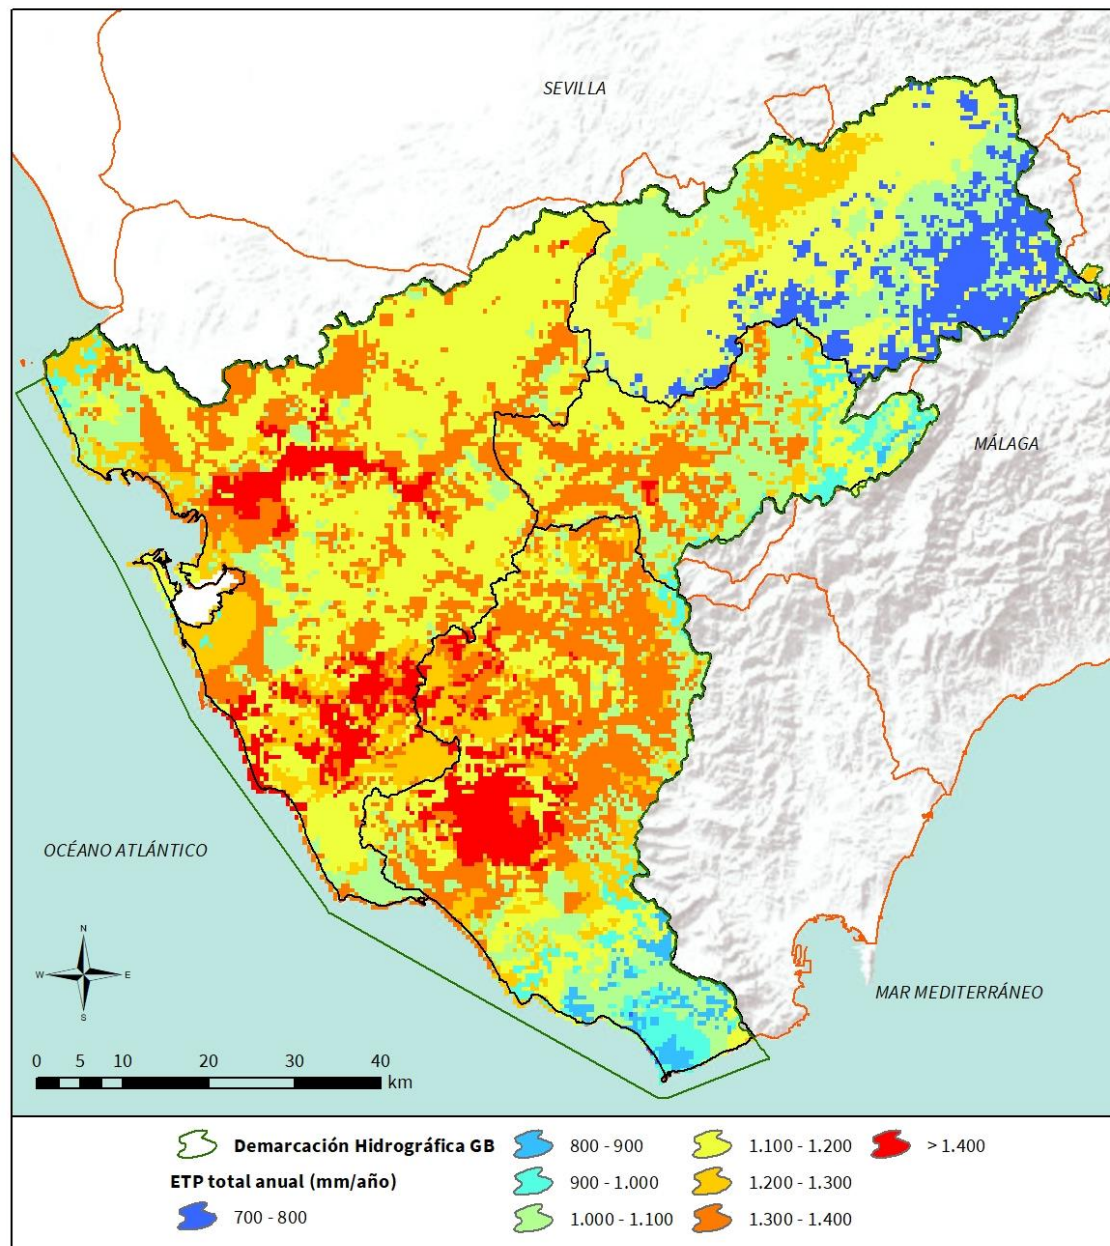 SEVILLA
MÁLAGA
OCÉANO ATLÁNTICO
MAR MEDITERRÁNEO
N
W E
S
0 5 10 20 30 40
km
Demarcación Hidrográfica GB
ETP total anual (mm/año)
700 - 800
800 - 900
900 - 1.000
1.000 - 1.100
1.100 - 1.200
1.200 - 1.300
1.300 - 1.400
> 1.400